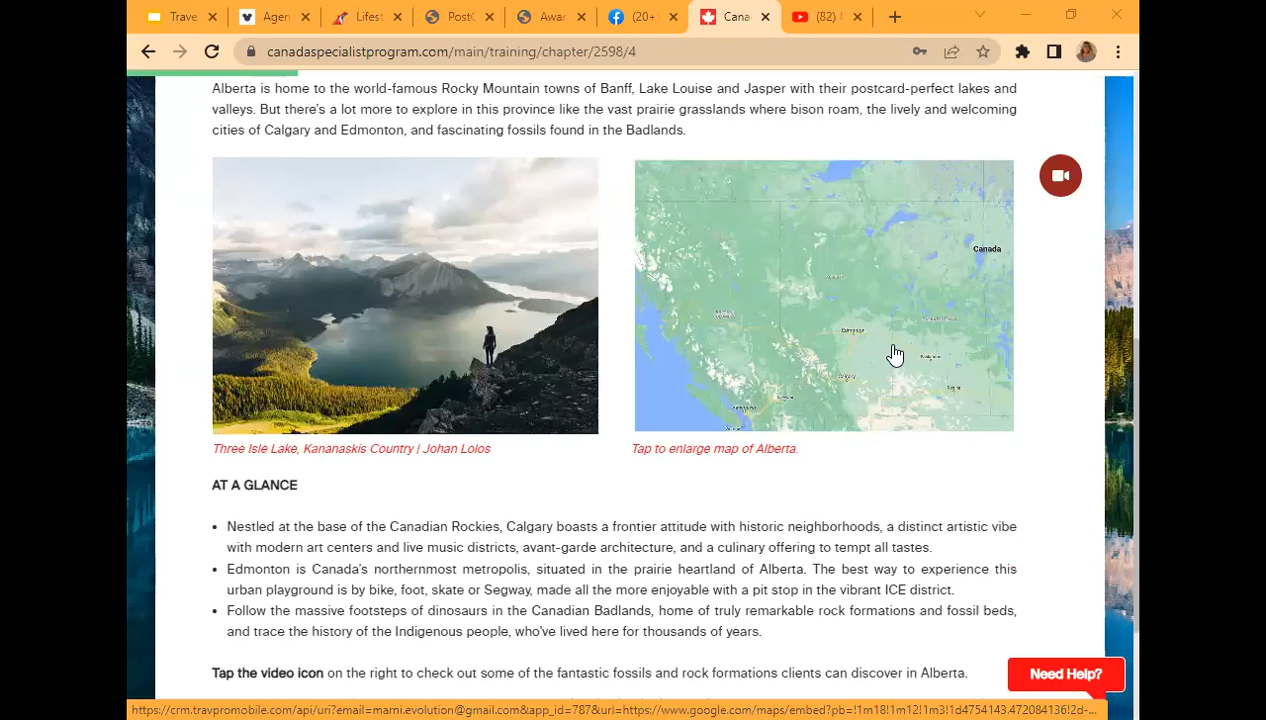 Trave
Agen
Lifest
PostC
Awar
(20+)
Cana
(82)
canadaspecialistprogram.com/main/training/chapter/2598/4
Alberta is home to the world-famous Rocky Mountain towns of Banff, Lake Louise and Jasper with their postcard-perfect lakes and
valleys. But there's a lot more to explore in this province like the vast prairie grasslands where bison roam, the lively and welcoming
cities of Calgary and Edmonton, and fascinating fossils found in the Badlands.
Canada
Three Isle Lake, Kananaskis Country | Johan Lolos
Tap to enlarge map of Alberta.
AT A GLANCE
• Nestled at the base of the Canadian Rockies, Calgary boasts a frontier attitude with historic neighborhoods, a distinct artistic vibe
with modern art centers and live music districts, avant-garde architecture, and a culinary offering to tempt all tastes.
• Edmonton is Canada's northernmost metropolis, situated in the prairie heartland of Alberta. The best way to experience this
urban playground is by bike, foot, skate or Segway, made all the more enjoyable with a pit stop in the vibrant ICE district.
• Follow the massive footsteps of dinosaurs in the Canadian Badlands, home of truly remarkable rock formations and fossil beds,
and trace the history of the Indigenous people, who've lived here for thousands of years.
Tap the video icon on the right to check out some of the fantastic fossils and rock formations clients can discover in Alberta.
Need Help?
https://crm.travpromobile.com/api/uri?email=marni.evolution@gmail.com&app_id=787&url=https://www.google.com/maps/embed?pb=!1m18!1m12!1m3!1d4754143.472084136!2d-...